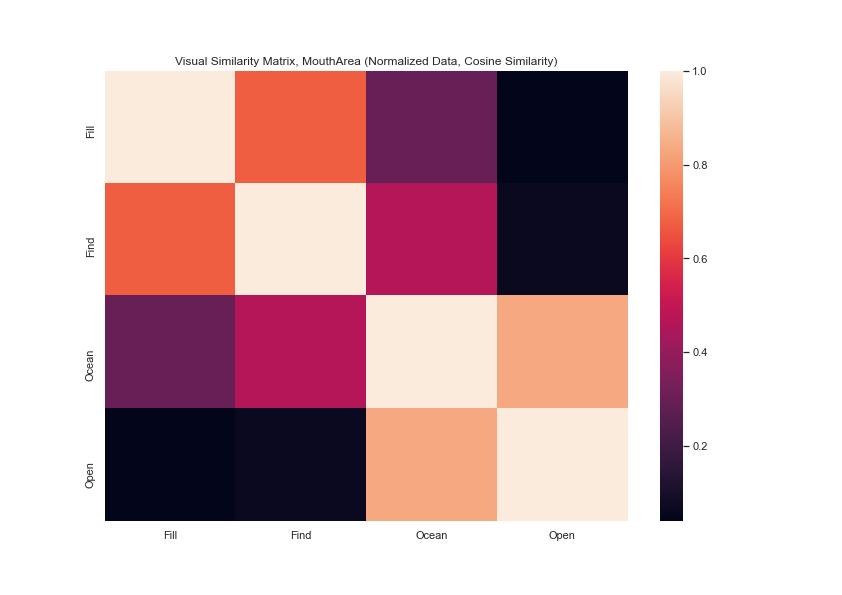 Visual Similarity Matrix, MouthArea (Normalized Data, Cosine Similarity)
Fill
Find
Ocean
Open
Fill Find Ocean Open
1.0
0.8
0.6
0.4
0.2